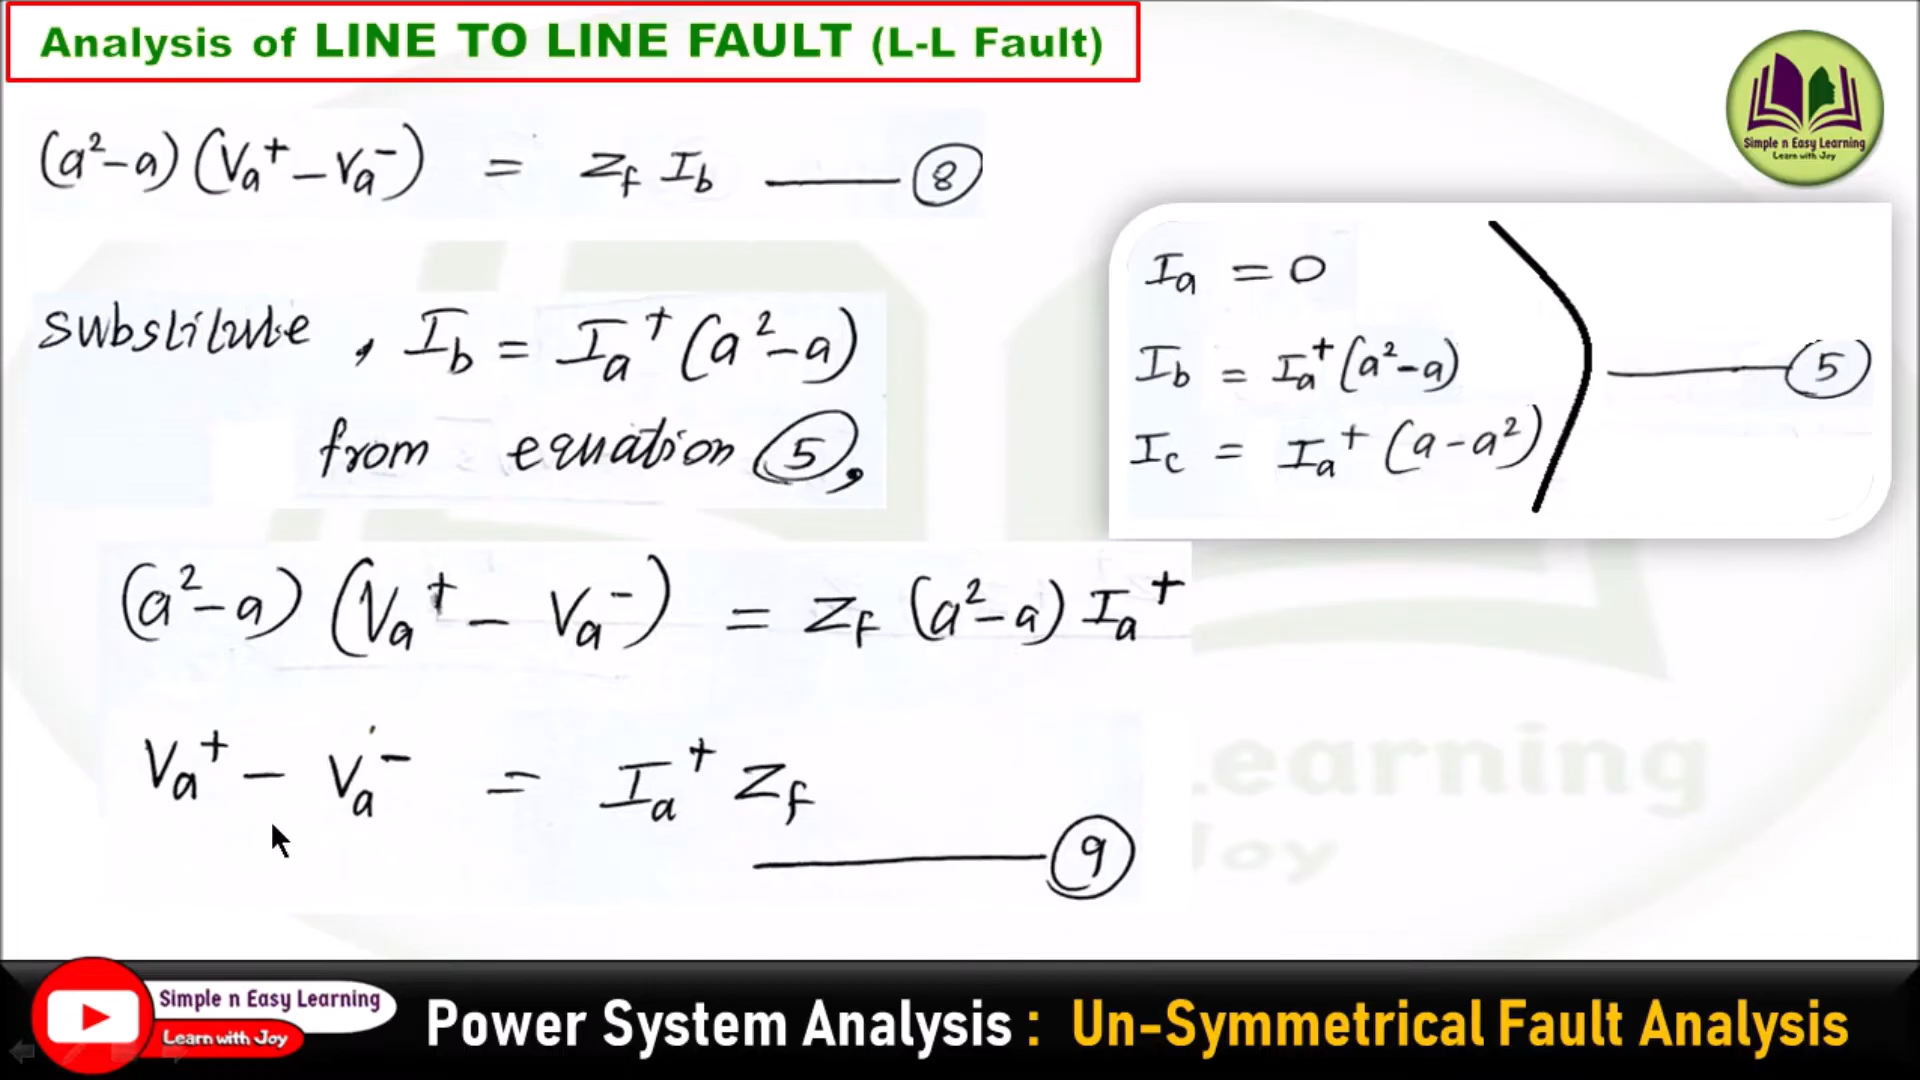 Analysis of LINE TO LINE FAULT (L-L Fault)
Simple n Easy Learning
Learn with Joy
(a²-a) (Va⁺ - Va⁻) = Zf Ib —— ⑧
Ia = 0
Ib = Ia⁺ (a²-a)
Ic = Ia⁺ (a-a²)
—— ⑤
substitute, Ib = Ia⁺ (a²-a)
from equation ⑤,
(a²-a) (Va⁺ - Va⁻) = Zf (a²-a) Ia⁺
Va⁺ - Va⁻ = Ia⁺ Zf
—— ⑨
Learning
Joy
Simple n Easy Learning
Learn with Joy
Power System Analysis : Un-Symmetrical Fault Analysis